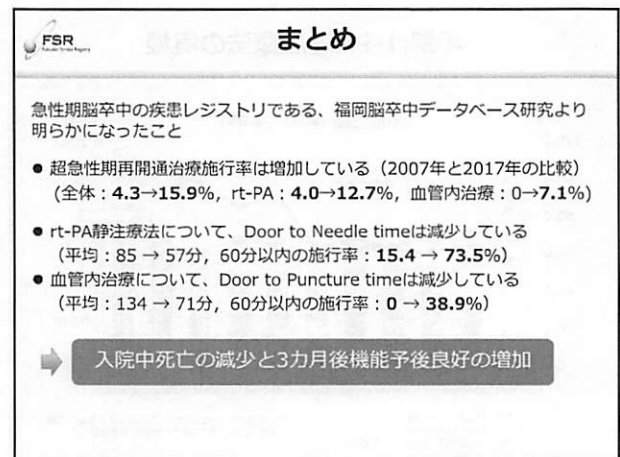 FSR
Fukuoka Stroke Registry
まとめ
急性期脳卒中の疾患レジストリである、福岡脳卒中データベース研究より
明らかになったこと
● 超急性期再開通治療施行率は増加している（2007年と2017年の比較）
（全体：4.3→15.9%，rt-PA：4.0→12.7%，血管内治療：0→7.1%)
● rt-PA静注療法について、Door to Needle timeは減少している
（平均：85 → 57分，60分以内の施行率：15.4 → 73.5%）
● 血管内治療について、Door to Puncture timeは減少している
（平均：134 → 71分，60分以内の施行率：0 → 38.9%）
入院中死亡の減少と3カ月後機能予後良好の増加